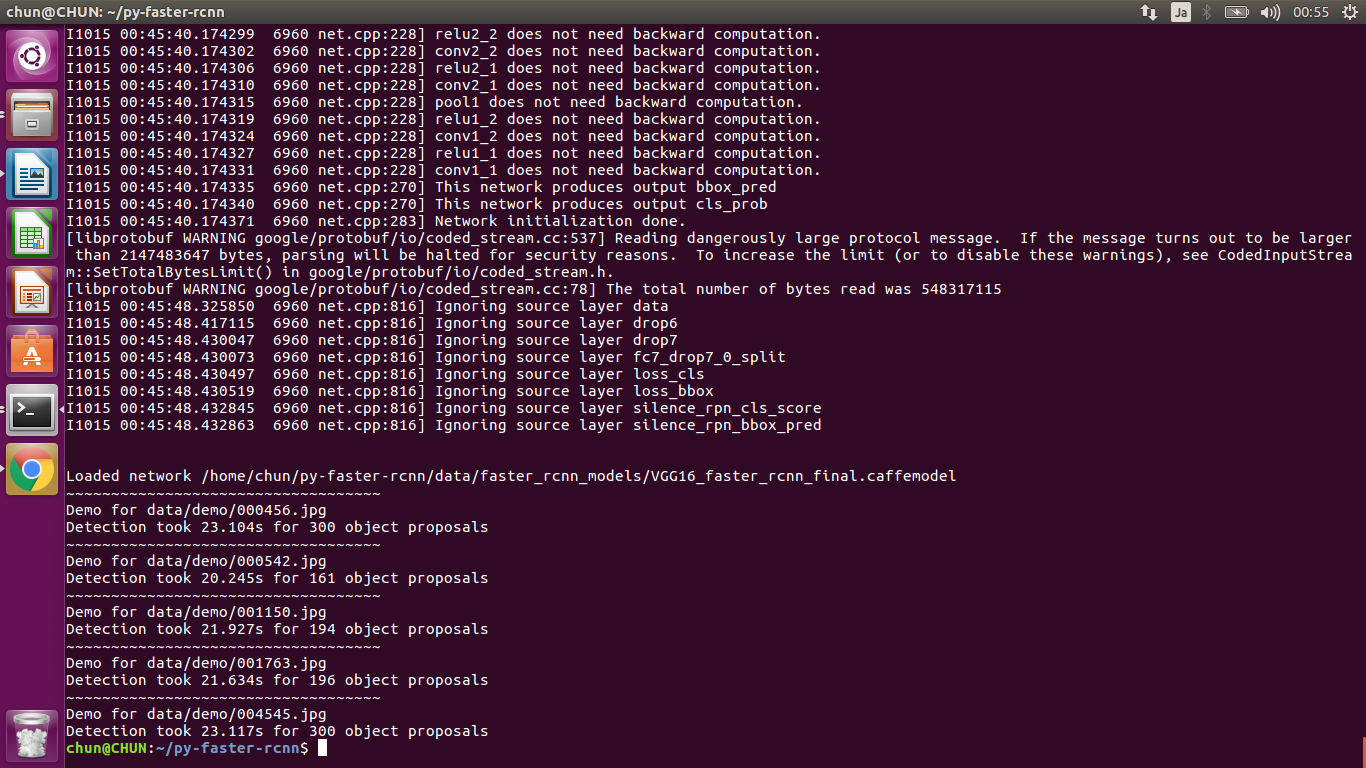 chun@CHUN: ~/py-faster-rcnn
Ja
00:55
I1015 00:45:40.174299  6960 net.cpp:228] relu2_2 does not need backward computation.
I1015 00:45:40.174302  6960 net.cpp:228] conv2_2 does not need backward computation.
I1015 00:45:40.174306  6960 net.cpp:228] relu2_1 does not need backward computation.
I1015 00:45:40.174310  6960 net.cpp:228] conv2_1 does not need backward computation.
I1015 00:45:40.174315  6960 net.cpp:228] pool1 does not need backward computation.
I1015 00:45:40.174319  6960 net.cpp:228] relu1_2 does not need backward computation.
I1015 00:45:40.174324  6960 net.cpp:228] conv1_2 does not need backward computation.
I1015 00:45:40.174327  6960 net.cpp:228] relu1_1 does not need backward computation.
I1015 00:45:40.174331  6960 net.cpp:228] conv1_1 does not need backward computation.
I1015 00:45:40.174335  6960 net.cpp:270] This network produces output bbox_pred
I1015 00:45:40.174340  6960 net.cpp:270] This network produces output cls_prob
I1015 00:45:40.174371  6960 net.cpp:283] Network initialization done.
[libprotobuf WARNING google/protobuf/io/coded_stream.cc:537] Reading dangerously large protocol message.  If the message turns out to be larger
 than 2147483647 bytes, parsing will be halted for security reasons.  To increase the limit (or to disable these warnings), see CodedInputStrea
m::SetTotalBytesLimit() in google/protobuf/io/coded_stream.h.
[libprotobuf WARNING google/protobuf/io/coded_stream.cc:78] The total number of bytes read was 548317115
I1015 00:45:48.325850  6960 net.cpp:816] Ignoring source layer data
I1015 00:45:48.417115  6960 net.cpp:816] Ignoring source layer drop6
I1015 00:45:48.430047  6960 net.cpp:816] Ignoring source layer drop7
I1015 00:45:48.430073  6960 net.cpp:816] Ignoring source layer fc7_drop7_0_split
I1015 00:45:48.430497  6960 net.cpp:816] Ignoring source layer loss_cls
I1015 00:45:48.430519  6960 net.cpp:816] Ignoring source layer loss_bbox
I1015 00:45:48.432845  6960 net.cpp:816] Ignoring source layer silence_rpn_cls_score
I1015 00:45:48.432863  6960 net.cpp:816] Ignoring source layer silence_rpn_bbox_pred
Loaded network /home/chun/py-faster-rcnn/data/faster_rcnn_models/VGG16_faster_rcnn_final.caffemodel
~~~~~~~~~~~~~~~~~~~~~~~~~~~~~~~~~~~
Demo for data/demo/000456.jpg
Detection took 23.104s for 300 object proposals
~~~~~~~~~~~~~~~~~~~~~~~~~~~~~~~~~~~
Demo for data/demo/000542.jpg
Detection took 20.245s for 161 object proposals
~~~~~~~~~~~~~~~~~~~~~~~~~~~~~~~~~~~
Demo for data/demo/001150.jpg
Detection took 21.927s for 194 object proposals
~~~~~~~~~~~~~~~~~~~~~~~~~~~~~~~~~~~
Demo for data/demo/001763.jpg
Detection took 21.634s for 196 object proposals
~~~~~~~~~~~~~~~~~~~~~~~~~~~~~~~~~~~
Demo for data/demo/004545.jpg
Detection took 23.117s for 300 object proposals
chun@CHUN:~/py-faster-rcnn$